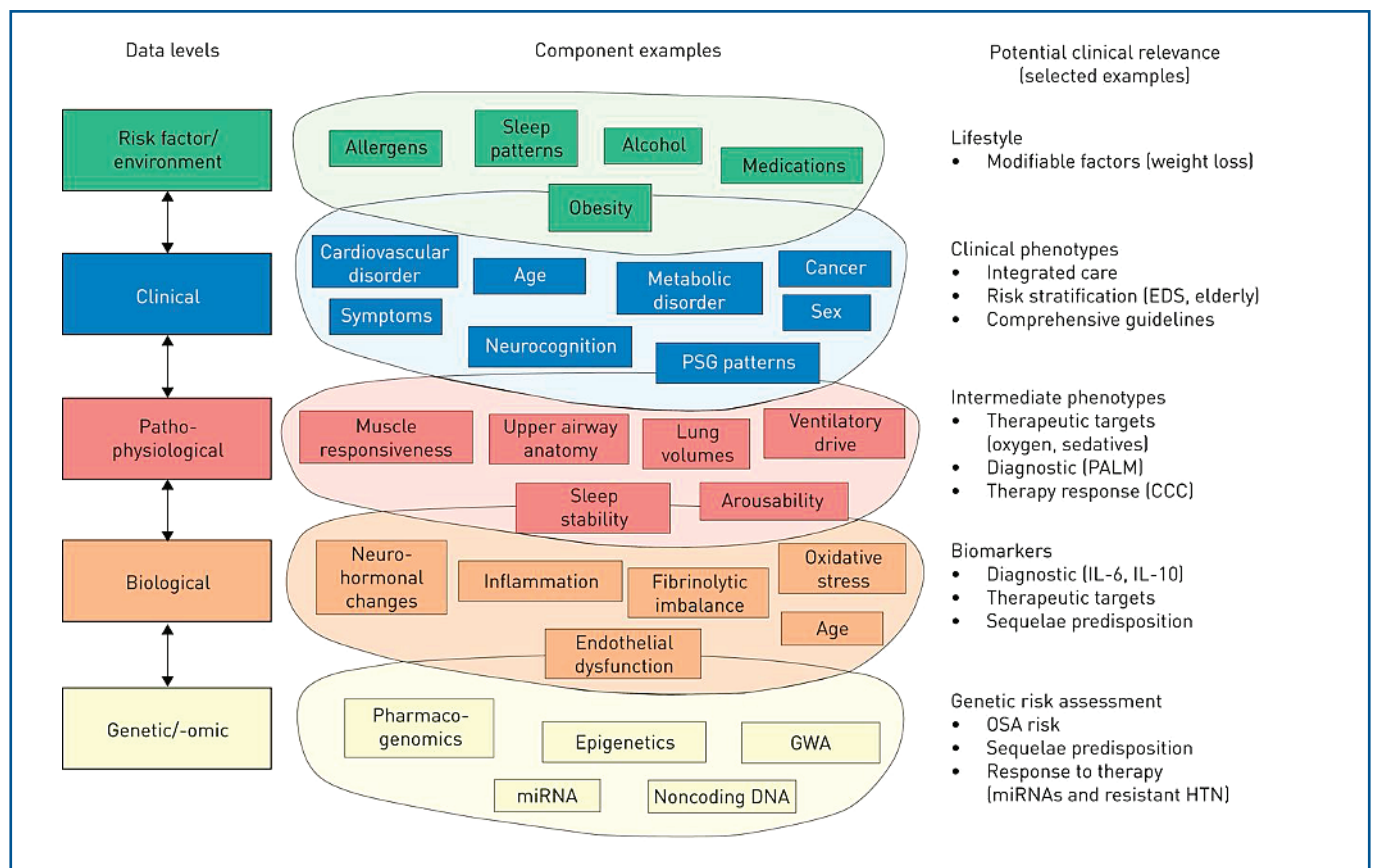 Data levels
Component examples
Potential clinical relevance
(selected examples)
Risk factor/
environment
Allergens
Sleep
patterns
Alcohol
Medications
Obesity
Lifestyle
• Modifiable factors (weight loss)
Clinical
Cardiovascular
disorder
Age
Metabolic
disorder
Cancer
Symptoms
Sex
Neurocognition
PSG patterns
Clinical phenotypes
• Integrated care
• Risk stratification (EDS, elderly)
• Comprehensive guidelines
Patho-
physiological
Muscle
responsiveness
Upper airway
anatomy
Lung
volumes
Ventilatory
drive
Sleep
stability
Arousability
Intermediate phenotypes
• Therapeutic targets
(oxygen, sedatives)
• Diagnostic (PALM)
• Therapy response (CCC)
Biological
Neuro-
hormonal
changes
Inflammation
Fibrinolytic
imbalance
Oxidative
stress
Age
Endothelial
dysfunction
Biomarkers
• Diagnostic (IL-6, IL-10)
• Therapeutic targets
• Sequelae predisposition
Genetic/-omic
Pharmaco-
genomics
Epigenetics
GWA
miRNA
Noncoding DNA
Genetic risk assessment
• OSA risk
• Sequelae predisposition
• Response to therapy
(miRNAs and resistant HTN)